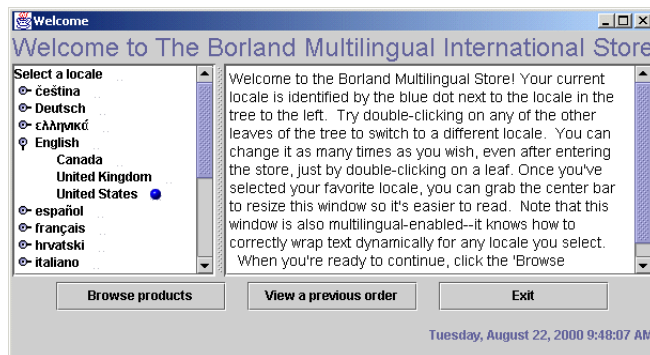 Welcome
Welcome to The Borland Multilingual International Store
Select a locale
čeština
Deutsch
ελληνικά
English
Canada
United Kingdom
United States
español
français
hrvatski
italiano
Welcome to the Borland Multilingual Store! Your current
locale is identified by the blue dot next to the locale in the
tree to the left.  Try double-clicking on any of the other
leaves of the tree to switch to a different locale.  You can
change it as many times as you wish, even after entering
the store, just by double-clicking on a leaf. Once you've
selected your favorite locale, you can grab the center bar
to resize this window so it's easier to read.  Note that this
window is also multilingual-enabled--it knows how to
correctly wrap text dynamically for any locale you select.
When you're ready to continue, click the 'Browse
Browse products
View a previous order
Exit
Tuesday, August 22, 2000 9:48:07 AM